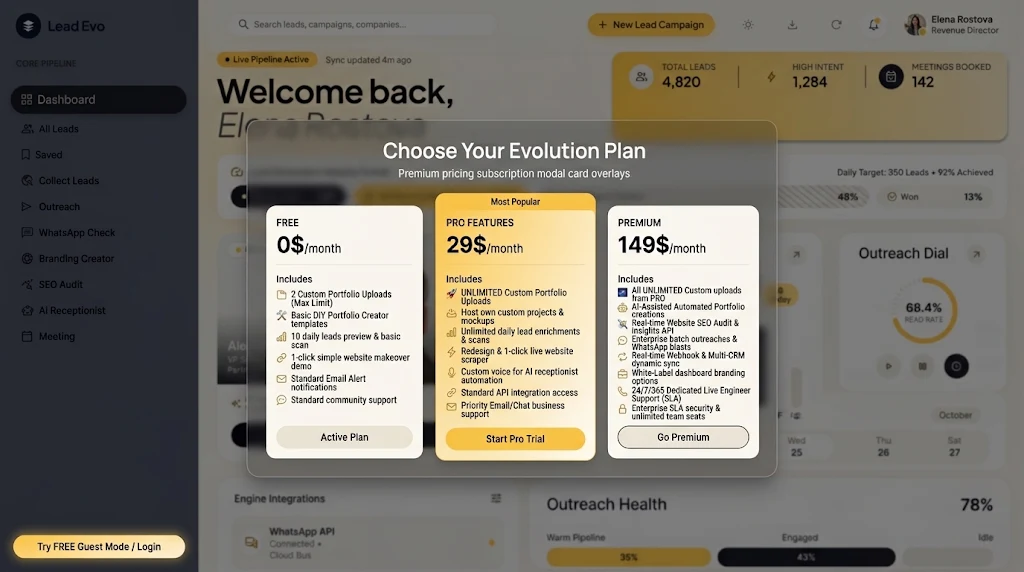 Lead Evo
Search leads, campaigns, companies...
+ New Lead Campaign
Elena Rostova
Revenue Director
CORE PIPELINE
Dashboard
All Leads
Saved
Collect Leads
Outreach
WhatsApp Check
Branding Creator
SEO Audit
AI Receptionist
Meeting
Try FREE Guest Mode / Login
Live Pipeline Active
Sync updated 4m ago
Welcome back,
Elena Rostova
TOTAL LEADS
4,820
HIGH INTENT
1,284
MEETINGS BOOKED
142
Daily Target: 350 Leads • 92% Achieved
48%
Won
13%
Choose Your Evolution Plan
Premium pricing subscription modal card overlays
FREE
0$/month
Includes
2 Custom Portfolio Uploads
(Max Limit)
Basic DIY Portfolio Creator
templates
10 daily leads preview & basic
scan
1-click simple website makeover
demo
Standard Email Alert
notifications
Standard community support
Active Plan
Most Popular
PRO FEATURES
29$/month
Includes
UNLIMITED Custom Portfolio
Uploads
Host own custom projects &
mockups
Unlimited daily lead enrichments
& scans
Redesign & 1-click live website
scraper
Custom voice for AI receptionist
automation
Standard API integration access
Priority Email/Chat business
support
Start Pro Trial
PREMIUM
149$/month
Includes
All UNLIMITED Custom uploads
fram PRO
AI-Assisted Automated Portfolio
creations
Real-time Website SEO Audit &
Insights API
Enterprise batch outreaches &
WhatsApp blasts
Real-time Webhook & Multi-CRM
dynamic sync
White-Label dashboard branding
options
24/7/365 Dedicated Live Engineer
Support (SLA)
Enterprise SLA security &
unlimited team seats
Go Premium
Outreach Dial
68.4%
READ RATE
October
Wed
25
Thu
26
Sat
27
Engine Integrations
WhatsApp API
Connected •
Cloud Bus
Outreach Health
78%
Warm Pipeline
Engaged
Idle
35%
43%